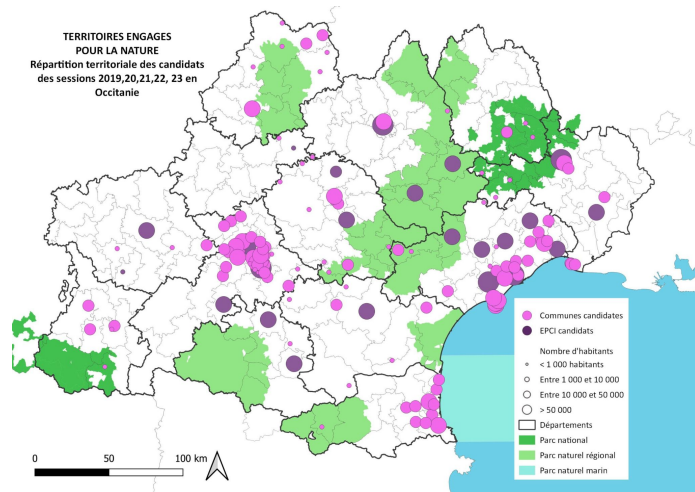 TERRITOIRES ENGAGES
POUR LA NATURE
Répartition territoriale des candidats
des sessions 2019,20,21,22, 23 en
Occitanie
Communes candidates
EPCI candidats
Nombre d'habitants
< 1 000 habitants
Entre 1 000 et 10 000
Entre 10 000 et 50 000
> 50 000
Départements
Parc national
Parc naturel régional
Parc naturel marin
0 50 100 km